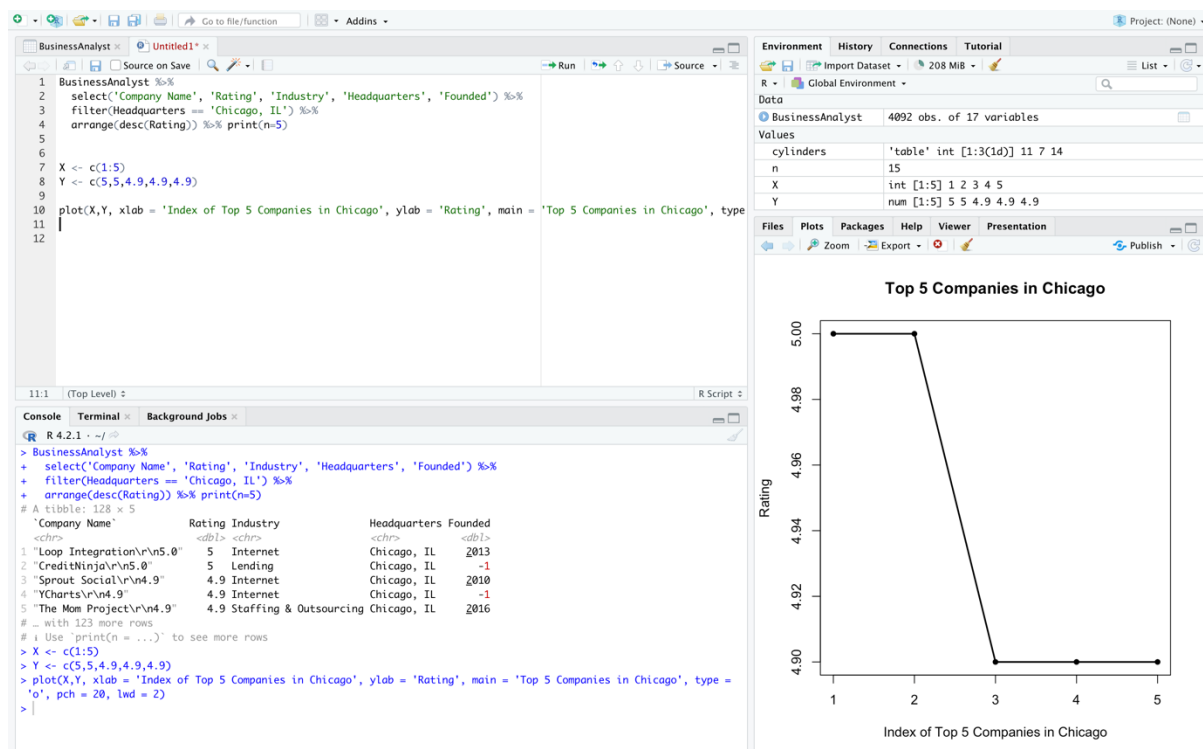 Go to file/function Addins Project: (None)
BusinessAnalyst Untitled1*
Source on Save Run Source
1 BusinessAnalyst %>%
2 select('Company Name', 'Rating', 'Industry', 'Headquarters', 'Founded') %>%
3 filter(Headquarters == 'Chicago, IL') %>%
4 arrange(desc(Rating)) %>% print(n=5)
5
6
7 X <- c(1:5)
8 Y <- c(5,5,4.9,4.9,4.9)
9
10 plot(X,Y, xlab = 'Index of Top 5 Companies in Chicago', ylab = 'Rating', main = 'Top 5 Companies in Chicago', type
11
12
11:1 (Top Level) R Script
Console Terminal Background Jobs
R 4.2.1 · ~/
> BusinessAnalyst %>%
+ select('Company Name', 'Rating', 'Industry', 'Headquarters', 'Founded') %>%
+ filter(Headquarters == 'Chicago, IL') %>%
+ arrange(desc(Rating)) %>% print(n=5)
# A tibble: 128 × 5
`Company Name` Rating Industry Headquarters Founded
<chr> <dbl> <chr> <chr> <dbl>
1 "Loop Integration\r\n5.0" 5 Internet Chicago, IL 2013
2 "CreditNinja\r\n5.0" 5 Lending Chicago, IL -1
3 "Sprout Social\r\n4.9" 4.9 Internet Chicago, IL 2010
4 "YCharts\r\n4.9" 4.9 Internet Chicago, IL -1
5 "The Mom Project\r\n4.9" 4.9 Staffing & Outsourcing Chicago, IL 2016
# … with 123 more rows
# ℹ Use `print(n = ...)` to see more rows
> X <- c(1:5)
> Y <- c(5,5,4.9,4.9,4.9)
> plot(X,Y, xlab = 'Index of Top 5 Companies in Chicago', ylab = 'Rating', main = 'Top 5 Companies in Chicago', type =
'o', pch = 20, lwd = 2)
>
Environment History Connections Tutorial
Import Dataset 208 MiB List
R Global Environment
Data
BusinessAnalyst 4092 obs. of 17 variables
Values
cylinders 'table' int [1:3(1d)] 11 7 14
n 15
X int [1:5] 1 2 3 4 5
Y num [1:5] 5 5 4.9 4.9 4.9
Files Plots Packages Help Viewer Presentation
Zoom Export Publish
Top 5 Companies in Chicago
Rating
5.00
4.98
4.96
4.94
4.92
4.90
1 2 3 4 5
Index of Top 5 Companies in Chicago